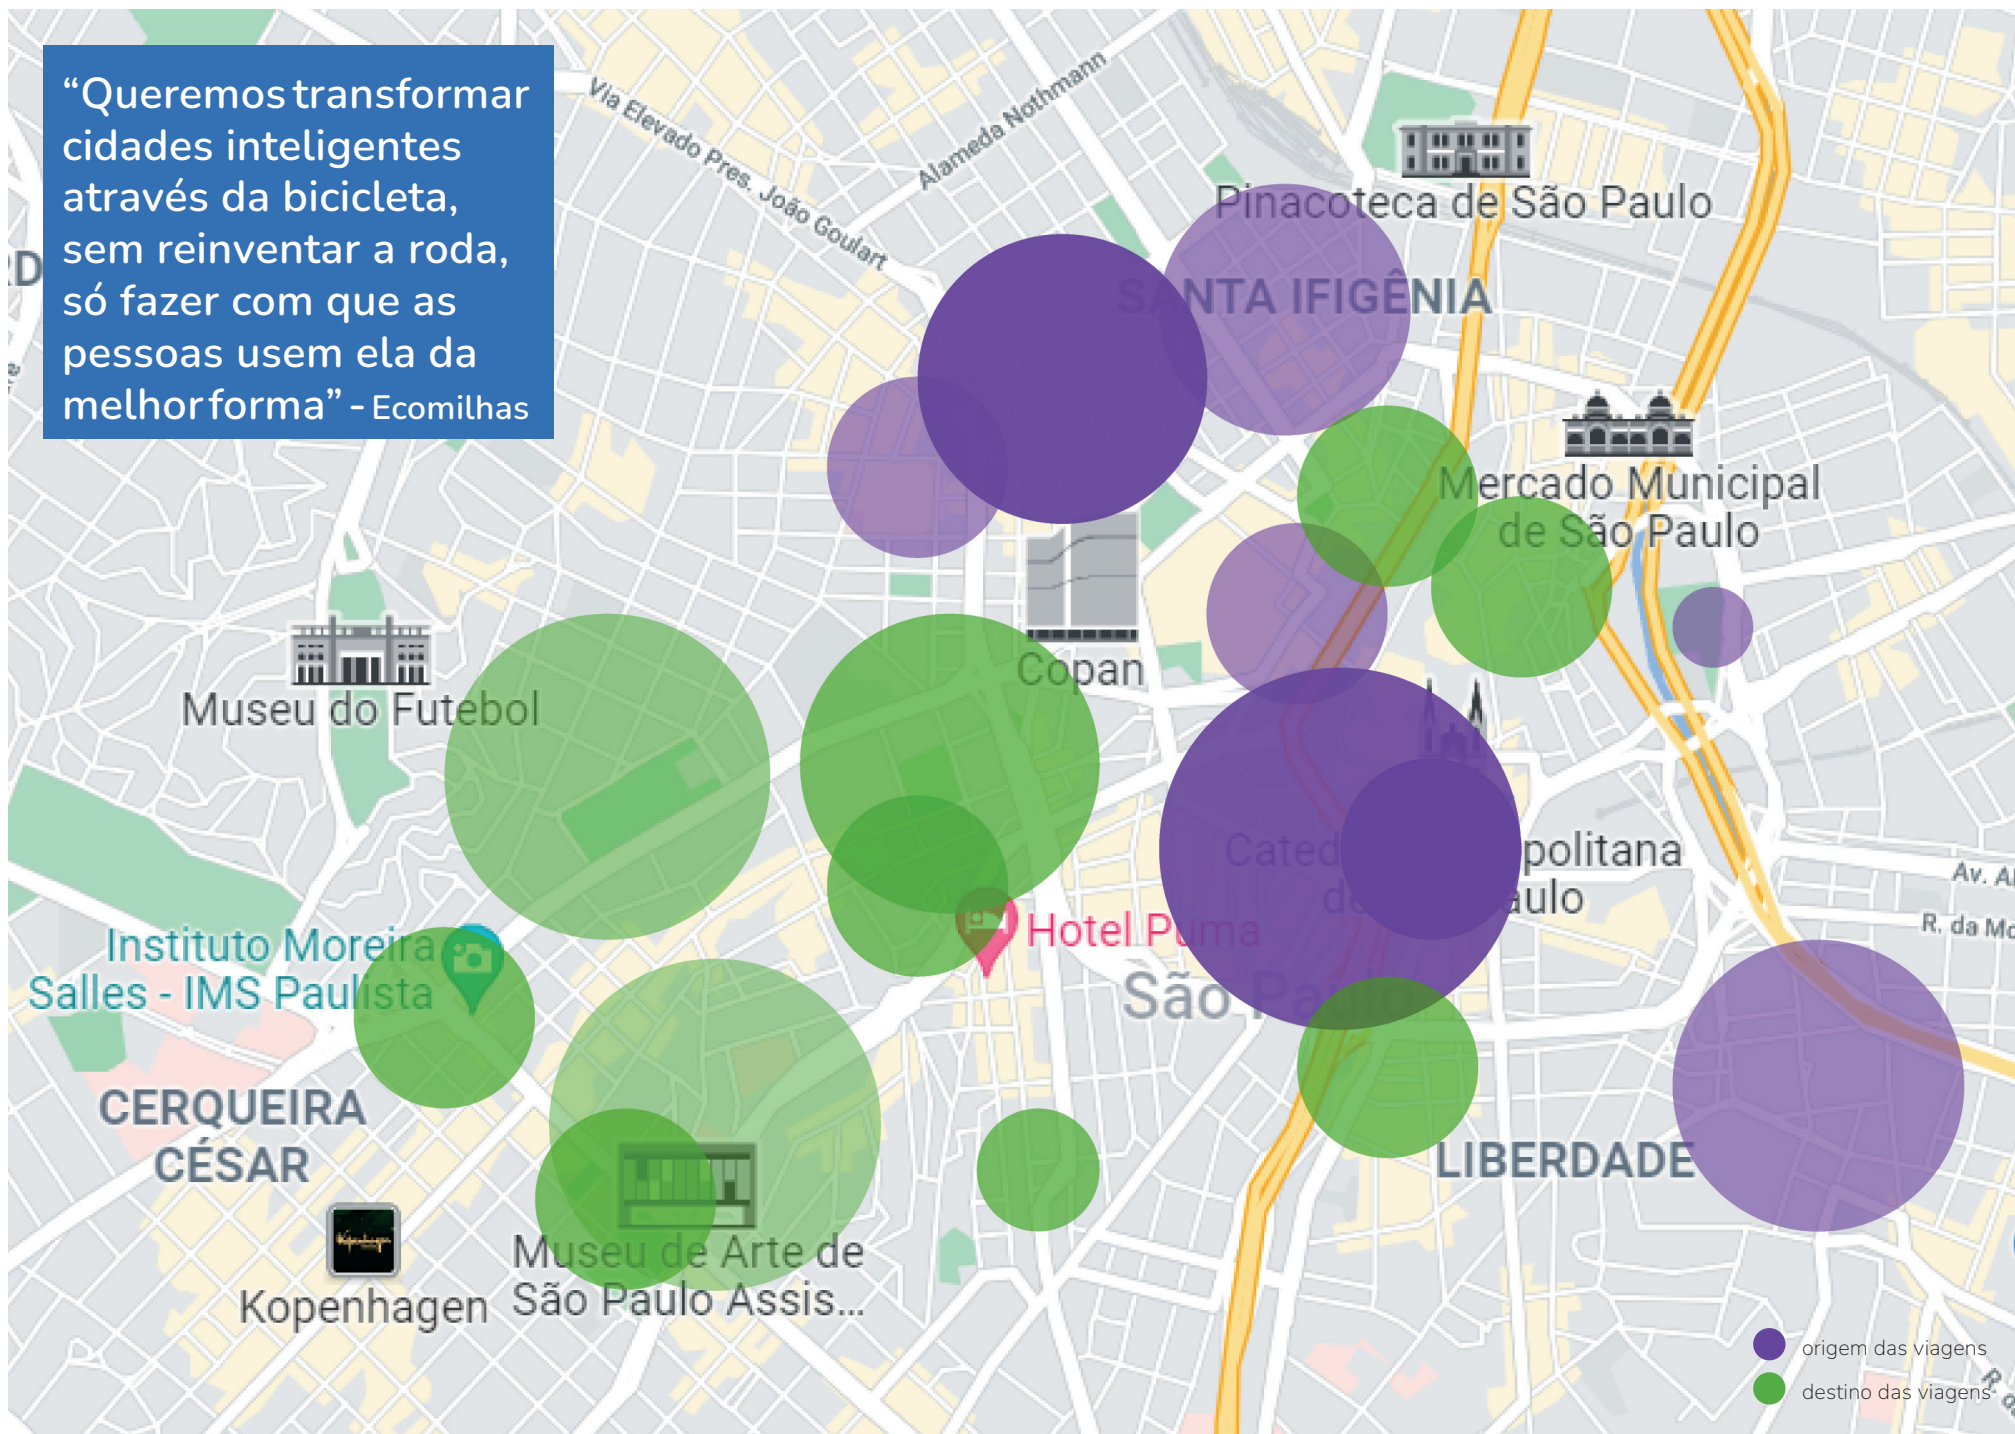 “Queremos transformar
cidades inteligentes
através da bicicleta,
sem reinventar a roda,
só fazer com que as
pessoas usem ela da
melhor forma” - Ecomilhas
Via Elevado Pres. João Goulart
Alameda Nothmann
Pinacoteca de São Paulo
SANTA IFIGÊNIA
Mercado Municipal
de São Paulo
Copan
Museu do Futebol
politana
aulo
Av.
R. da
Hotel Puma
São Paulo
Instituto Moreira
Salles - IMS Paulista
CERQUEIRA
CÉSAR
LIBERDADE
Kopenhagen
Kopenhagen
Museu de Arte de
São Paulo Assis...
origem das viagens
destino das viagens